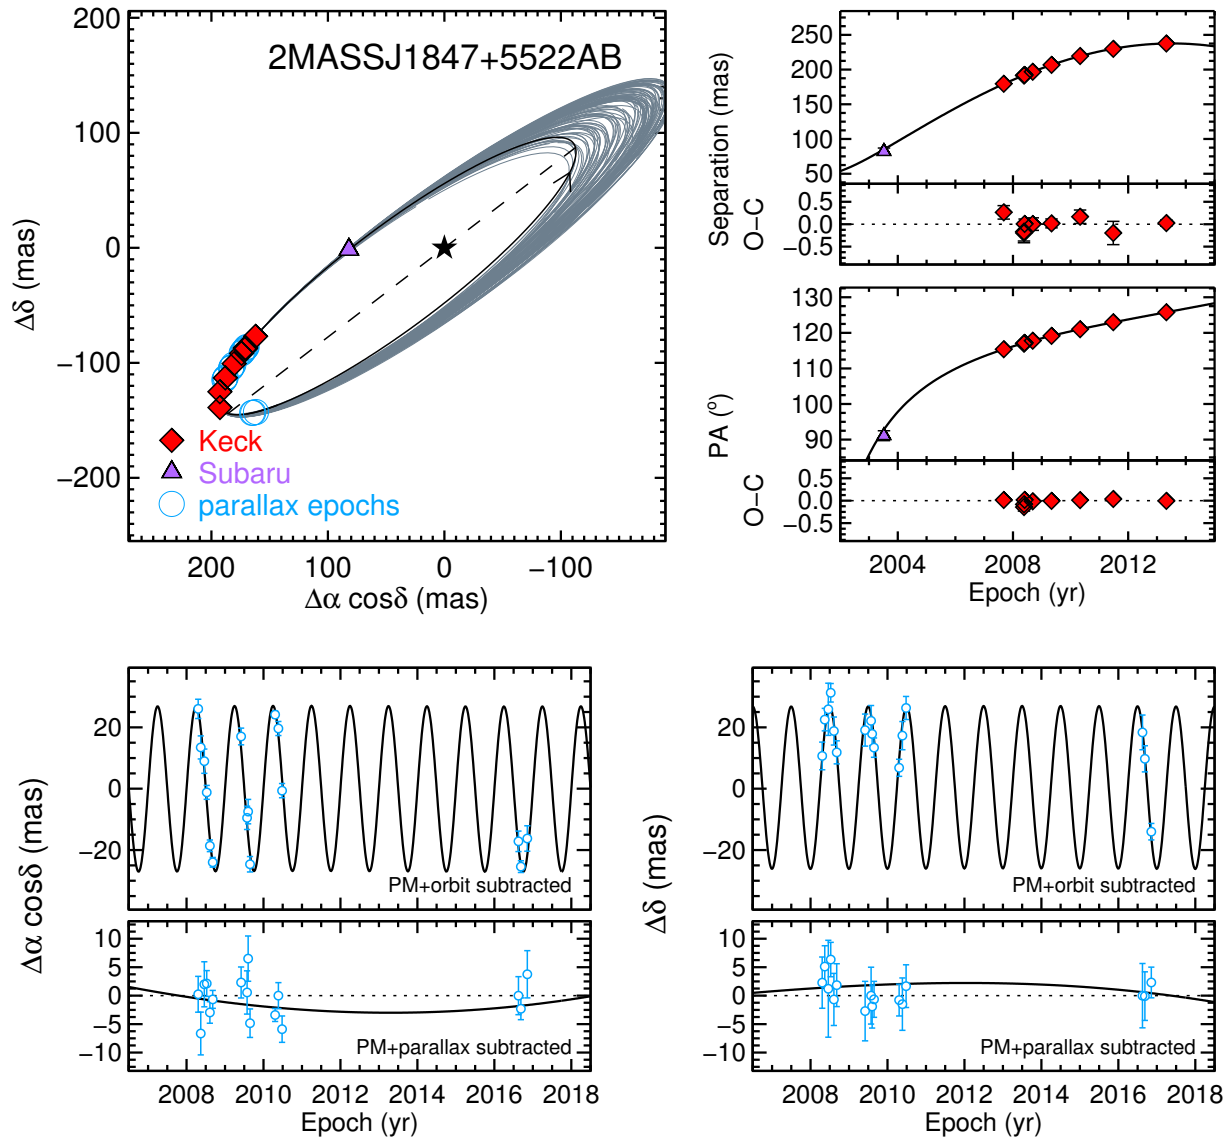 2MASSJ1847+5522AB
200
100
0
−100
−200
Δδ (mas)
200
100
0
-100
Δα cosδ (mas)
Keck
Subaru
parallax epochs
250
200
150
100
50
Separation (mas)
0.5
0.0
−0.5
O−C
130
120
110
100
90
PA (°)
0.5
0.0
−0.5
O−C
2004
2008
2012
Epoch (yr)
20
0
−20
PM+orbit subtracted
Δα cosδ (mas)
10
5
0
−5
−10
PM+parallax subtracted
2008
2010
2012
2014
2016
2018
Epoch (yr)
20
0
−20
PM+orbit subtracted
Δδ (mas)
10
5
0
−5
−10
PM+parallax subtracted
2008
2010
2012
2014
2016
2018
Epoch (yr)